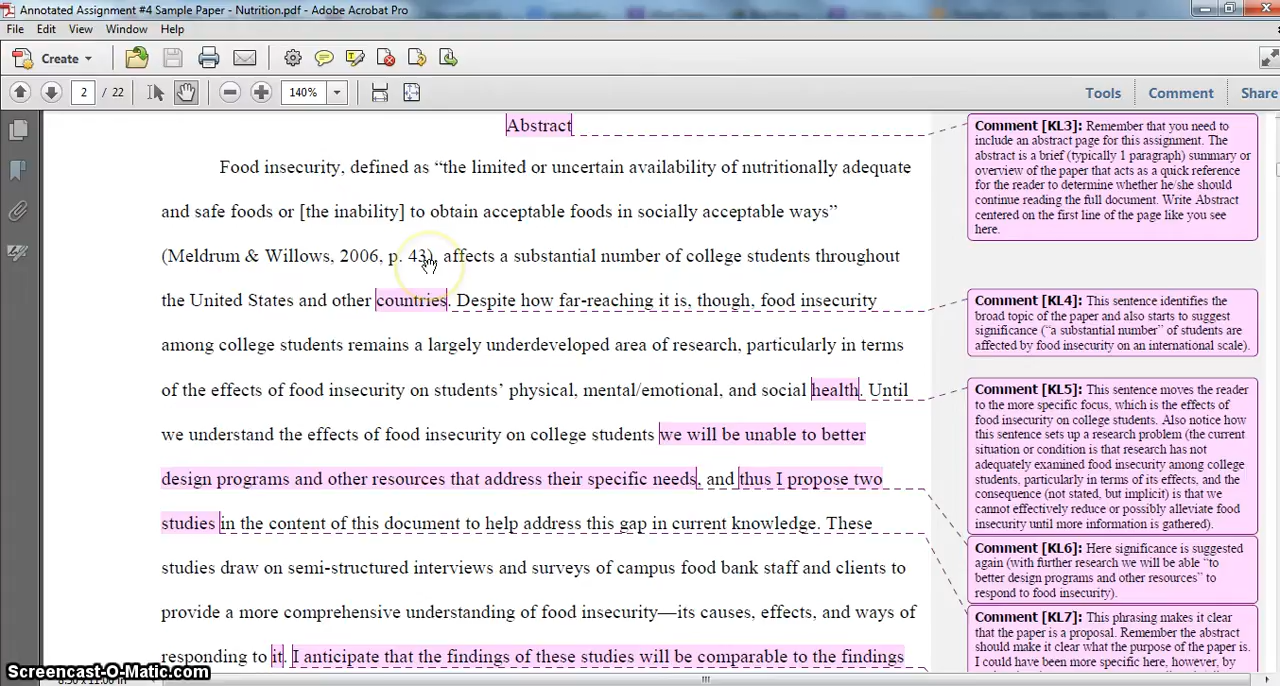 Annotated Assignment #4 Sample Paper - Nutrition.pdf - Adobe Acrobat Pro
File Edit View Window Help
Create
2 / 22 140% Tools Comment Share
Abstract
Food insecurity, defined as “the limited or uncertain availability of nutritionally adequate
and safe foods or [the inability] to obtain acceptable foods in socially acceptable ways”
(Meldrum & Willows, 2006, p. 43), affects a substantial number of college students throughout
the United States and other countries. Despite how far-reaching it is, though, food insecurity
among college students remains a largely underdeveloped area of research, particularly in terms
of the effects of food insecurity on students’ physical, mental/emotional, and social health. Until
we understand the effects of food insecurity on college students we will be unable to better
design programs and other resources that address their specific needs, and thus I propose two
studies in the content of this document to help address this gap in current knowledge. These
studies draw on semi-structured interviews and surveys of campus food bank staff and clients to
provide a more comprehensive understanding of food insecurity—its causes, effects, and ways of
responding to it. I anticipate that the findings of these studies will be comparable to the findings
Comment [KL3]: Remember that you need to
include an abstract page for this assignment. The
abstract is a brief (typically 1 paragraph) summary or
overview of the paper that acts as a quick reference
for the reader to determine whether he/she should
continue reading the full document. Write Abstract
centered on the first line of the page like you see
here.
Comment [KL4]: This sentence identifies the
broad topic of the paper and also starts to suggest
significance (“a substantial number” of students are
affected by food insecurity on an international scale).
Comment [KL5]: This sentence moves the reader
to the more specific focus, which is the effects of
food insecurity on college students. Also notice how
this sentence sets up a research problem (the current
situation or condition is that research has not
adequately examined food insecurity among college
students, particularly in terms of its effects, and the
consequence (not stated, but implicit) is that we
cannot effectively reduce or possibly alleviate food
insecurity until more information is gathered).
Comment [KL6]: Here significance is suggested
again (with further research we will be able “to
better design programs and other resources” to
respond to food insecurity).
Comment [KL7]: This phrasing makes it clear
that the paper is a proposal. Remember the abstract
should make it clear what the purpose of the paper is.
I could have been more specific here, however, by
Screencast-O-Matic.com